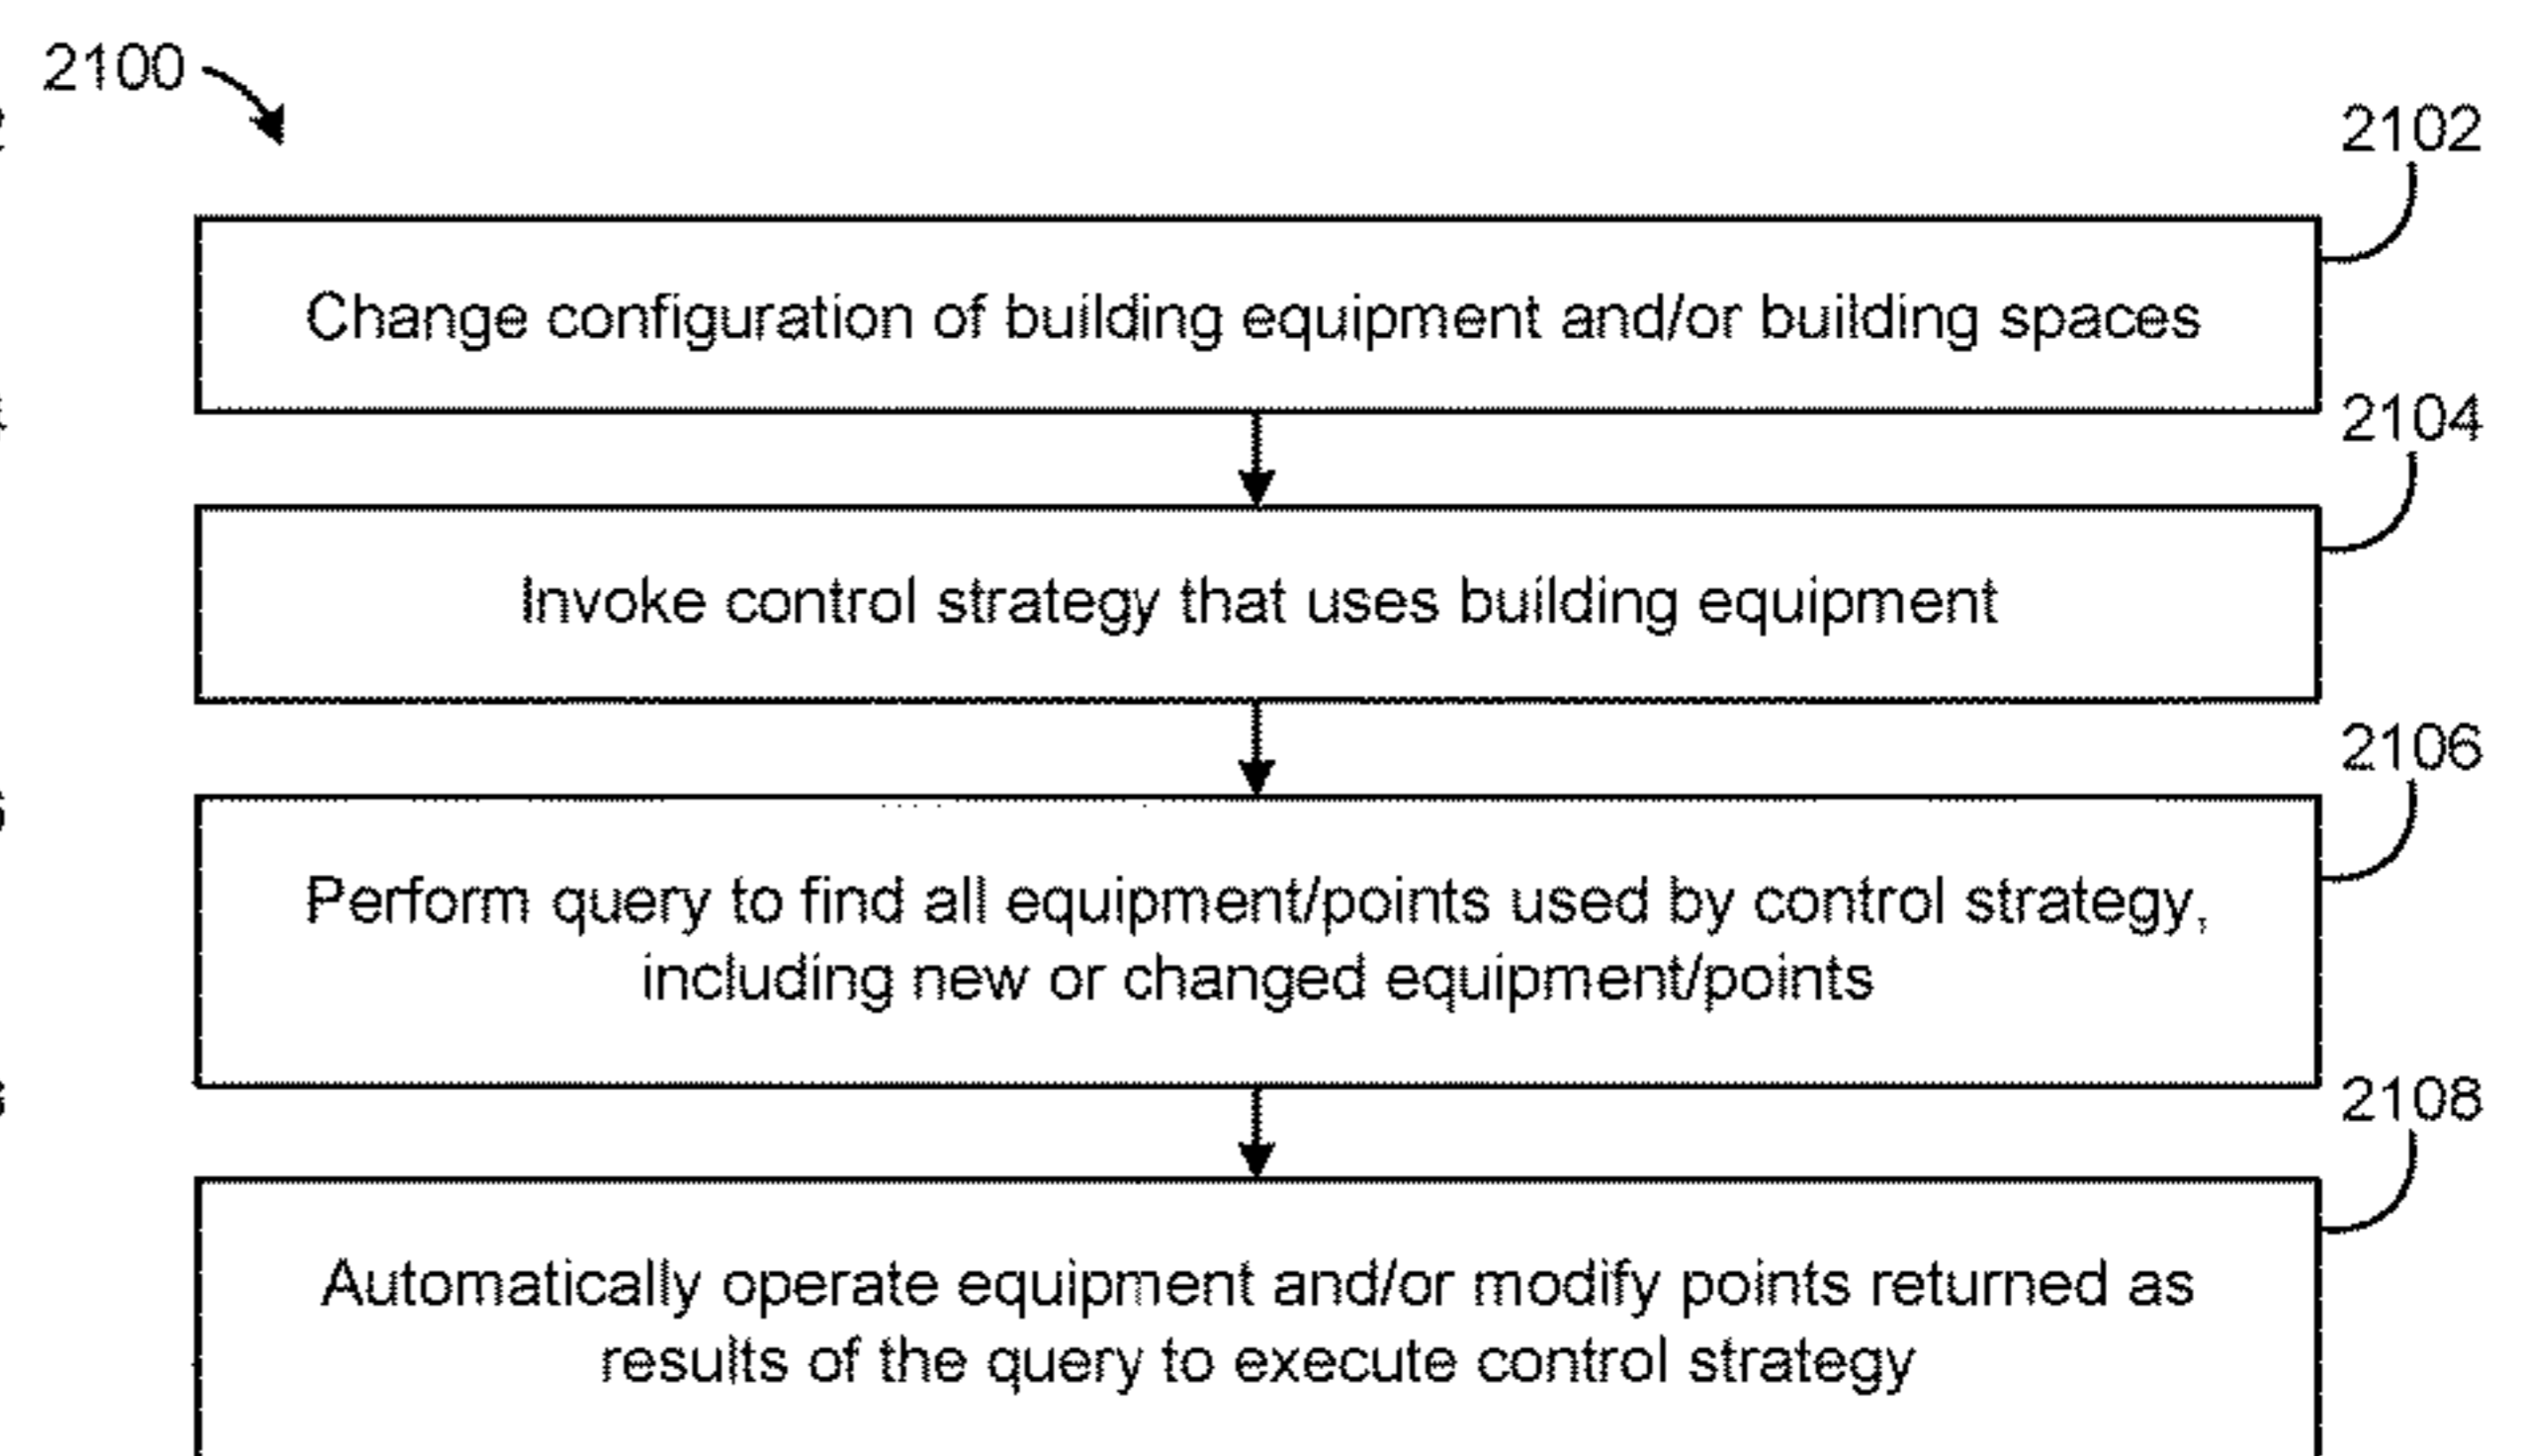 2100
2102
Change configuration of building equipment and/or building spaces
2104
Invoke control strategy that uses building equipment
2106
Perform query to find all equipment/points used by control strategy,
including new or changed equipment/points
2108
Automatically operate equipment and/or modify points returned as
results of the query to execute control strategy